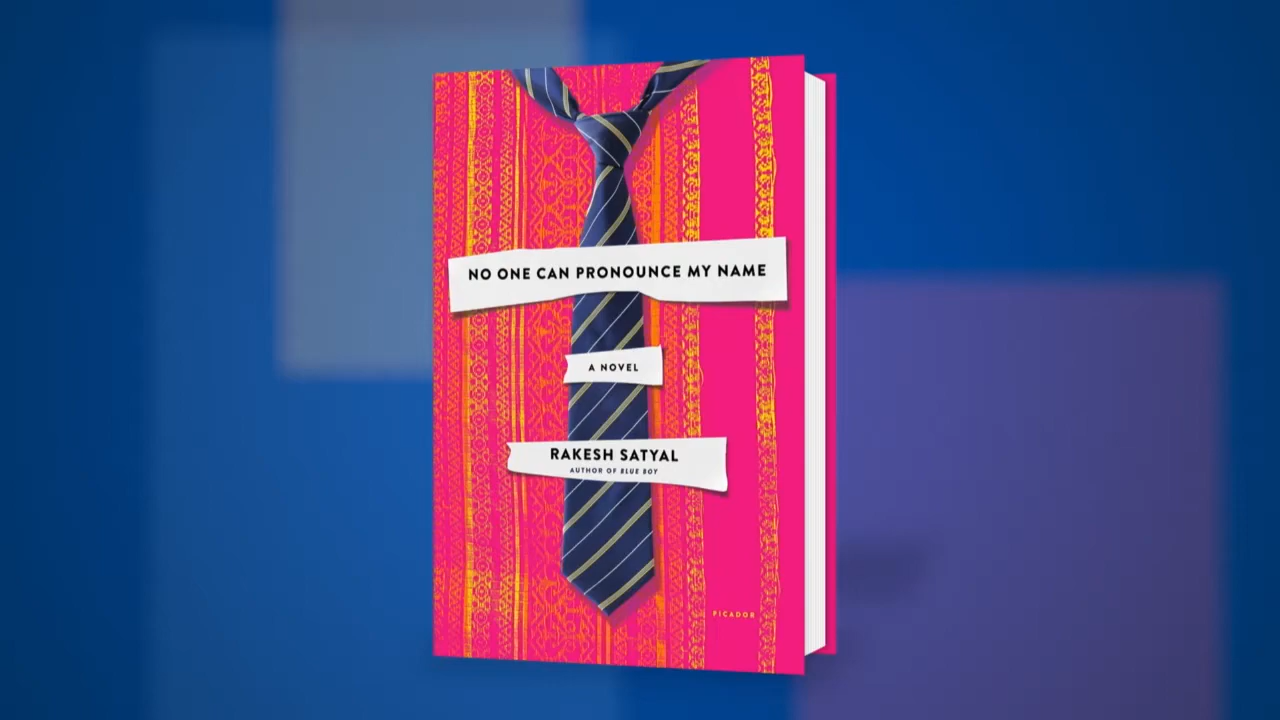 NO ONE CAN PRONOUNCE MY NAME
A NOVEL
RAKESH SATYAL
AUTHOR OF BLUE BOY
PICADOR